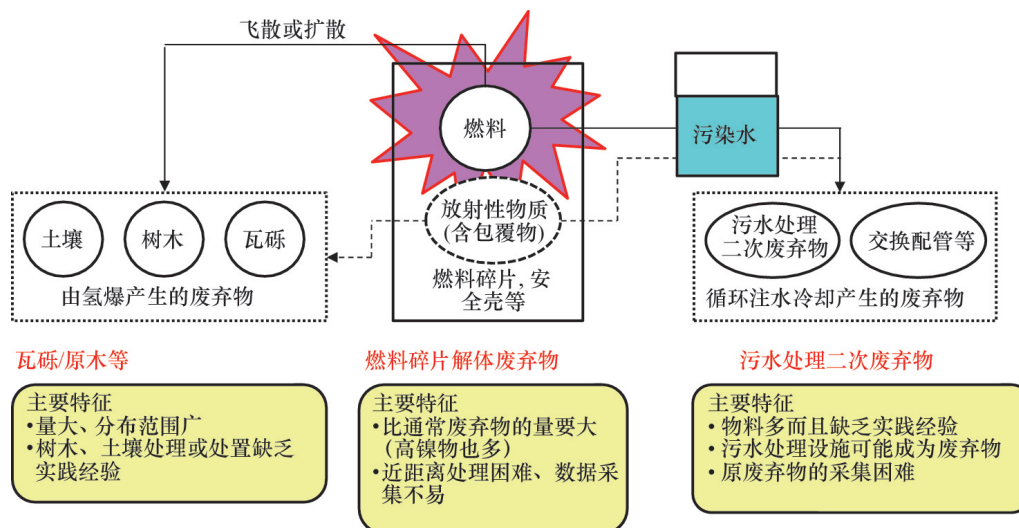 飞散或扩散
燃料
污染水
放射性物质
(含包覆物)
燃料碎片, 安
全壳等
土壤
树木
瓦砾
由氢爆产生的废弃物
污水处理
二次废弃物
交换配管等
循环注水冷却产生的废弃物
瓦砾/原木等
主要特征
•量大、分布范围广
•树木、土壤处理或处置缺乏
实践经验
燃料碎片解体废弃物
主要特征
•比通常废弃物的量要大
(高镍物也多)
•近距离处理困难、数据采
集不易
污水处理二次废弃物
主要特征
•物料多而且缺乏实践经验
•污水处理设施可能成为废弃物
•原废弃物的采集困难